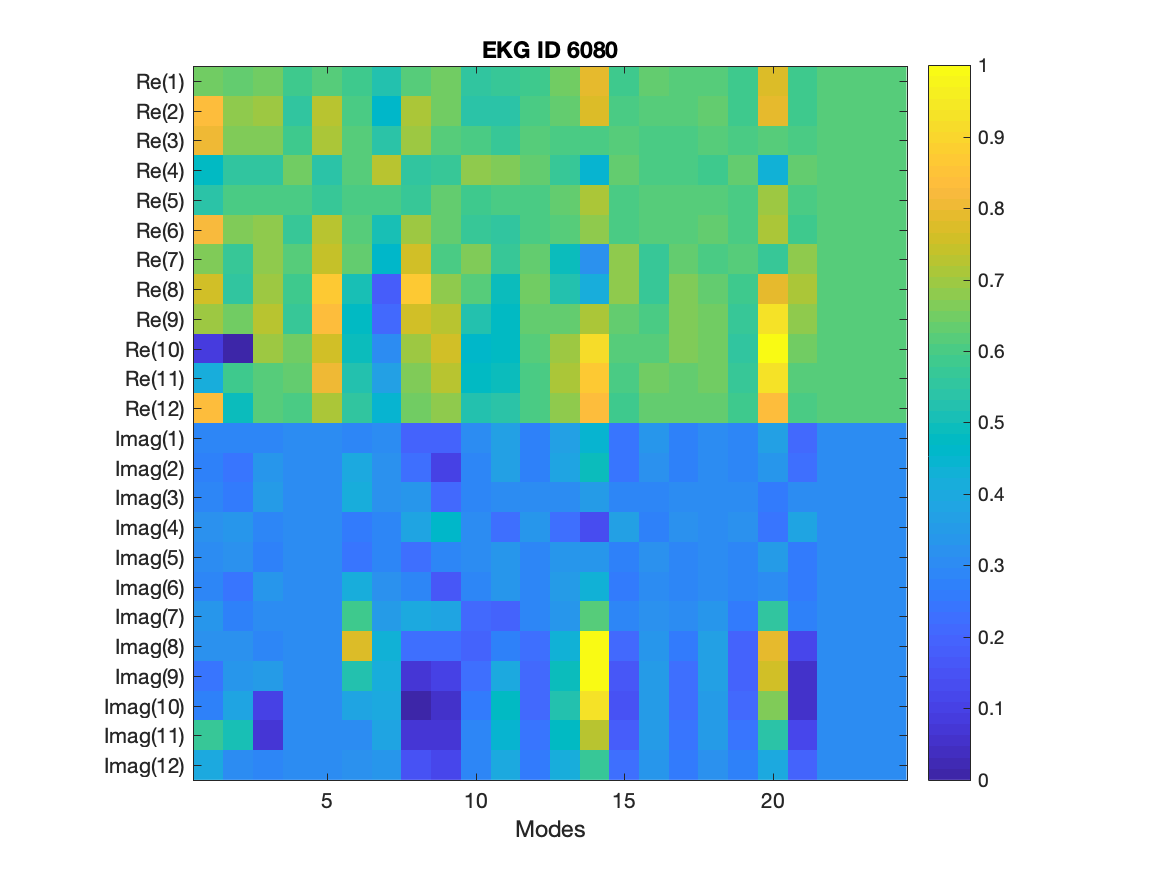 EKG ID 6080
Re(1)
Re(2)
Re(3)
Re(4)
Re(5)
Re(6)
Re(7)
Re(8)
Re(9)
Re(10)
Re(11)
Re(12)
Imag(1)
Imag(2)
Imag(3)
Imag(4)
Imag(5)
Imag(6)
Imag(7)
Imag(8)
Imag(9)
Imag(10)
Imag(11)
Imag(12)
5 10 15 20
Modes
1
0.9
0.8
0.7
0.6
0.5
0.4
0.3
0.2
0.1
0